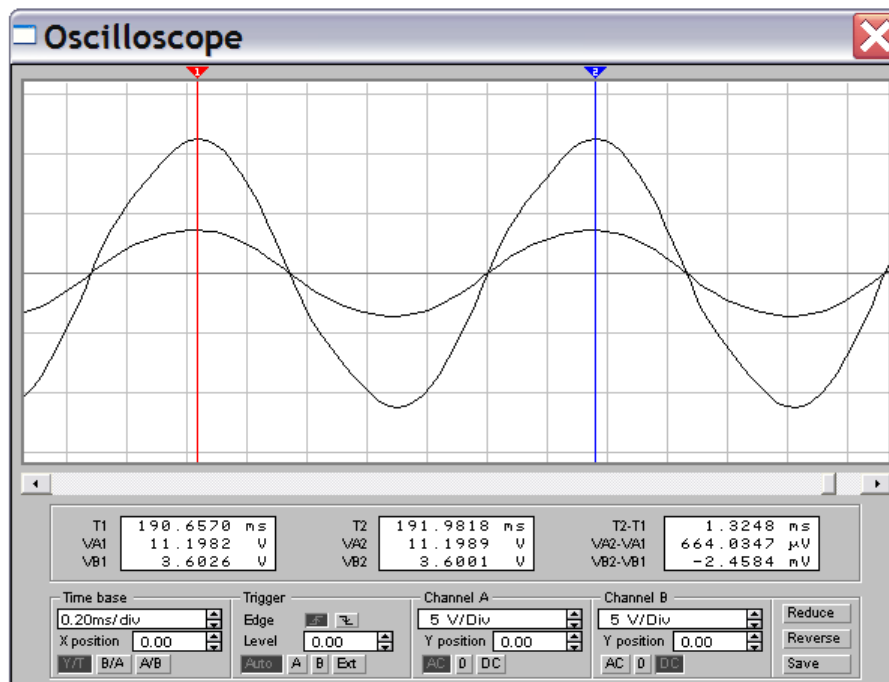 Oscilloscope
1 2
T1 190.6570 ms T2 191.9818 ms T2-T1 1.3248 ms
VA1 11.1982 V VA2 11.1989 V VA2-VA1 664.0347 µV
VB1 3.6026 V VB2 3.6001 V VB2-VB1 -2.4584 mV
Time base Trigger Channel A Channel B
0.20ms/div Edge 5 V/Div 5 V/Div Reduce
X position 0.00 Level 0.00 Y position 0.00 Y position 0.00 Reverse
Y/T B/A A/B Auto A B Ext AC 0 DC AC 0 DC Save